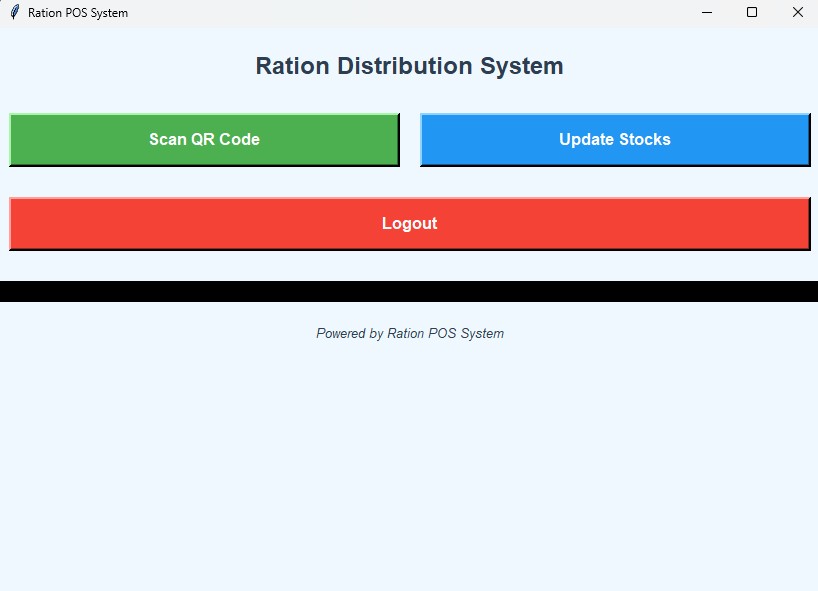 Ration POS System
Ration Distribution System
Scan QR Code
Update Stocks
Logout
Powered by Ration POS System